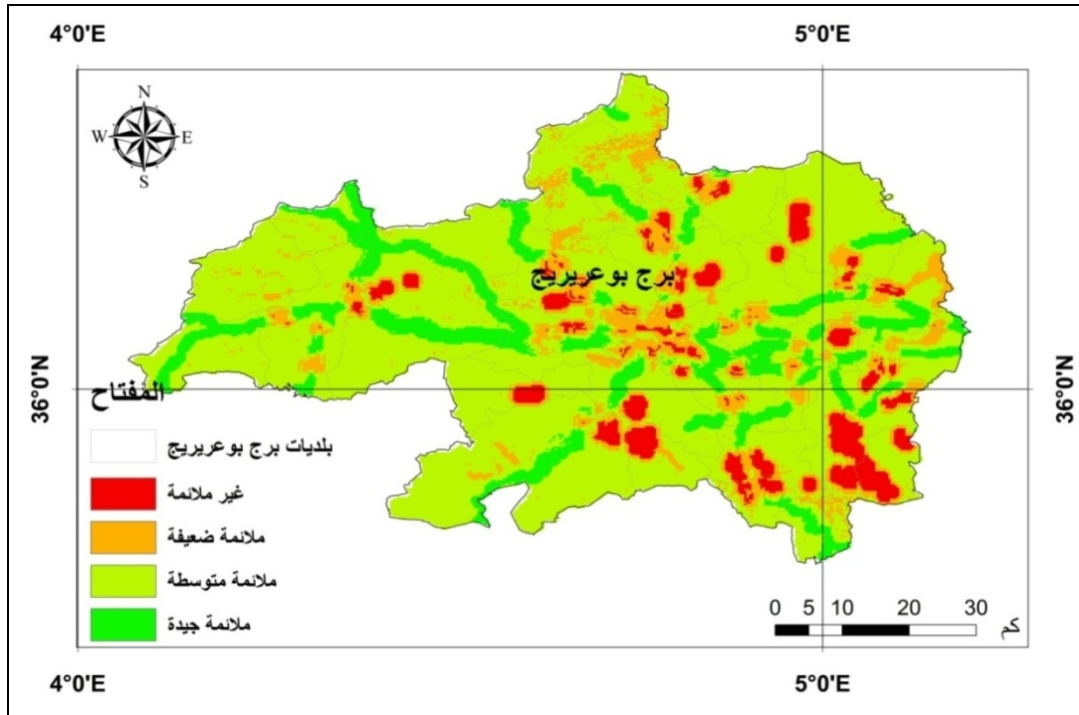 4°0'E 5°0'E
N
W E
S
برج بوعريريج
36°0'N 36°0'N
المفتاح
بلديات برج بوعريريج
غير ملائمة
ملائمة ضعيفة
ملائمة متوسطة
ملائمة جيدة
0 5 10 20 30
كم
4°0'E 5°0'E